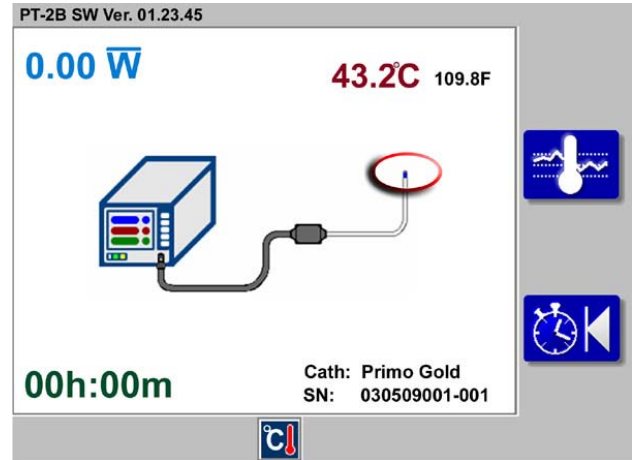 PT-2B SW Ver. 01.23.45
0.00 W
43.2°C 109.8F
00h:00m
Cath: Primo Gold
SN: 030509001-001
°C